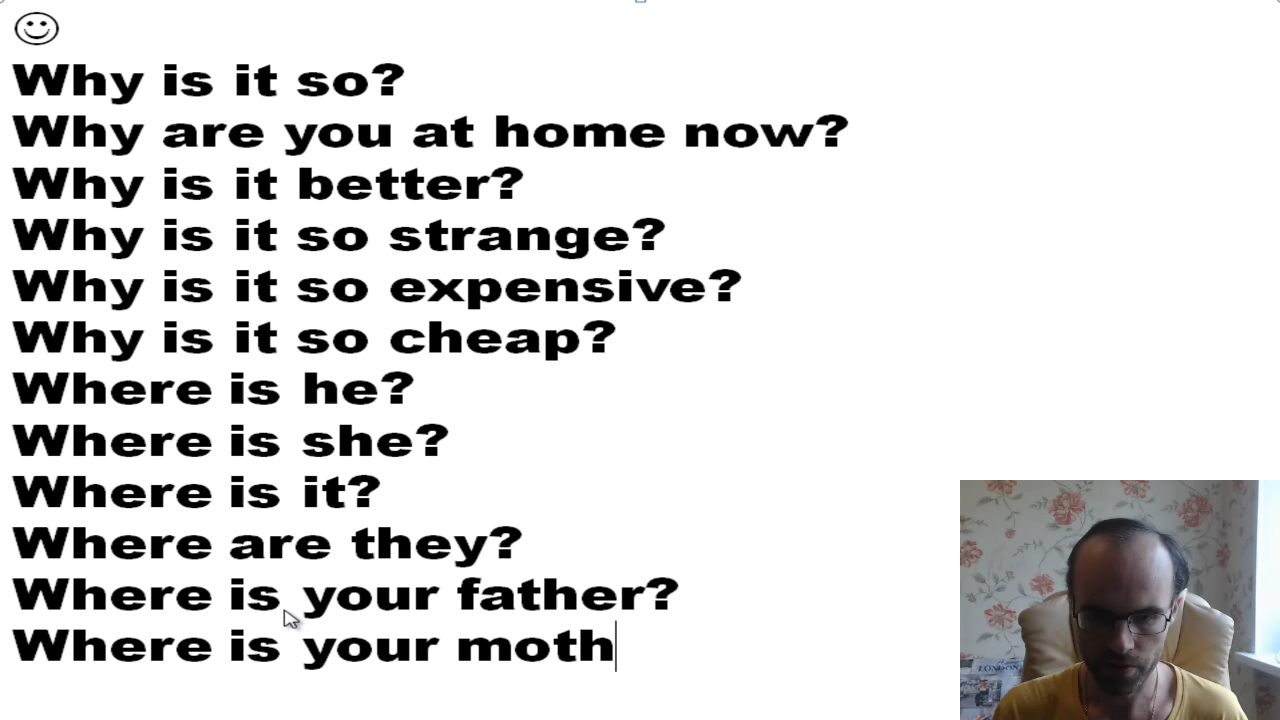 Why is it so?
Why are you at home now?
Why is it better?
Why is it so strange?
Why is it so expensive?
Why is it so cheap?
Where is he?
Where is she?
Where is it?
Where are they?
Where is your father?
Where is your moth
LONDON